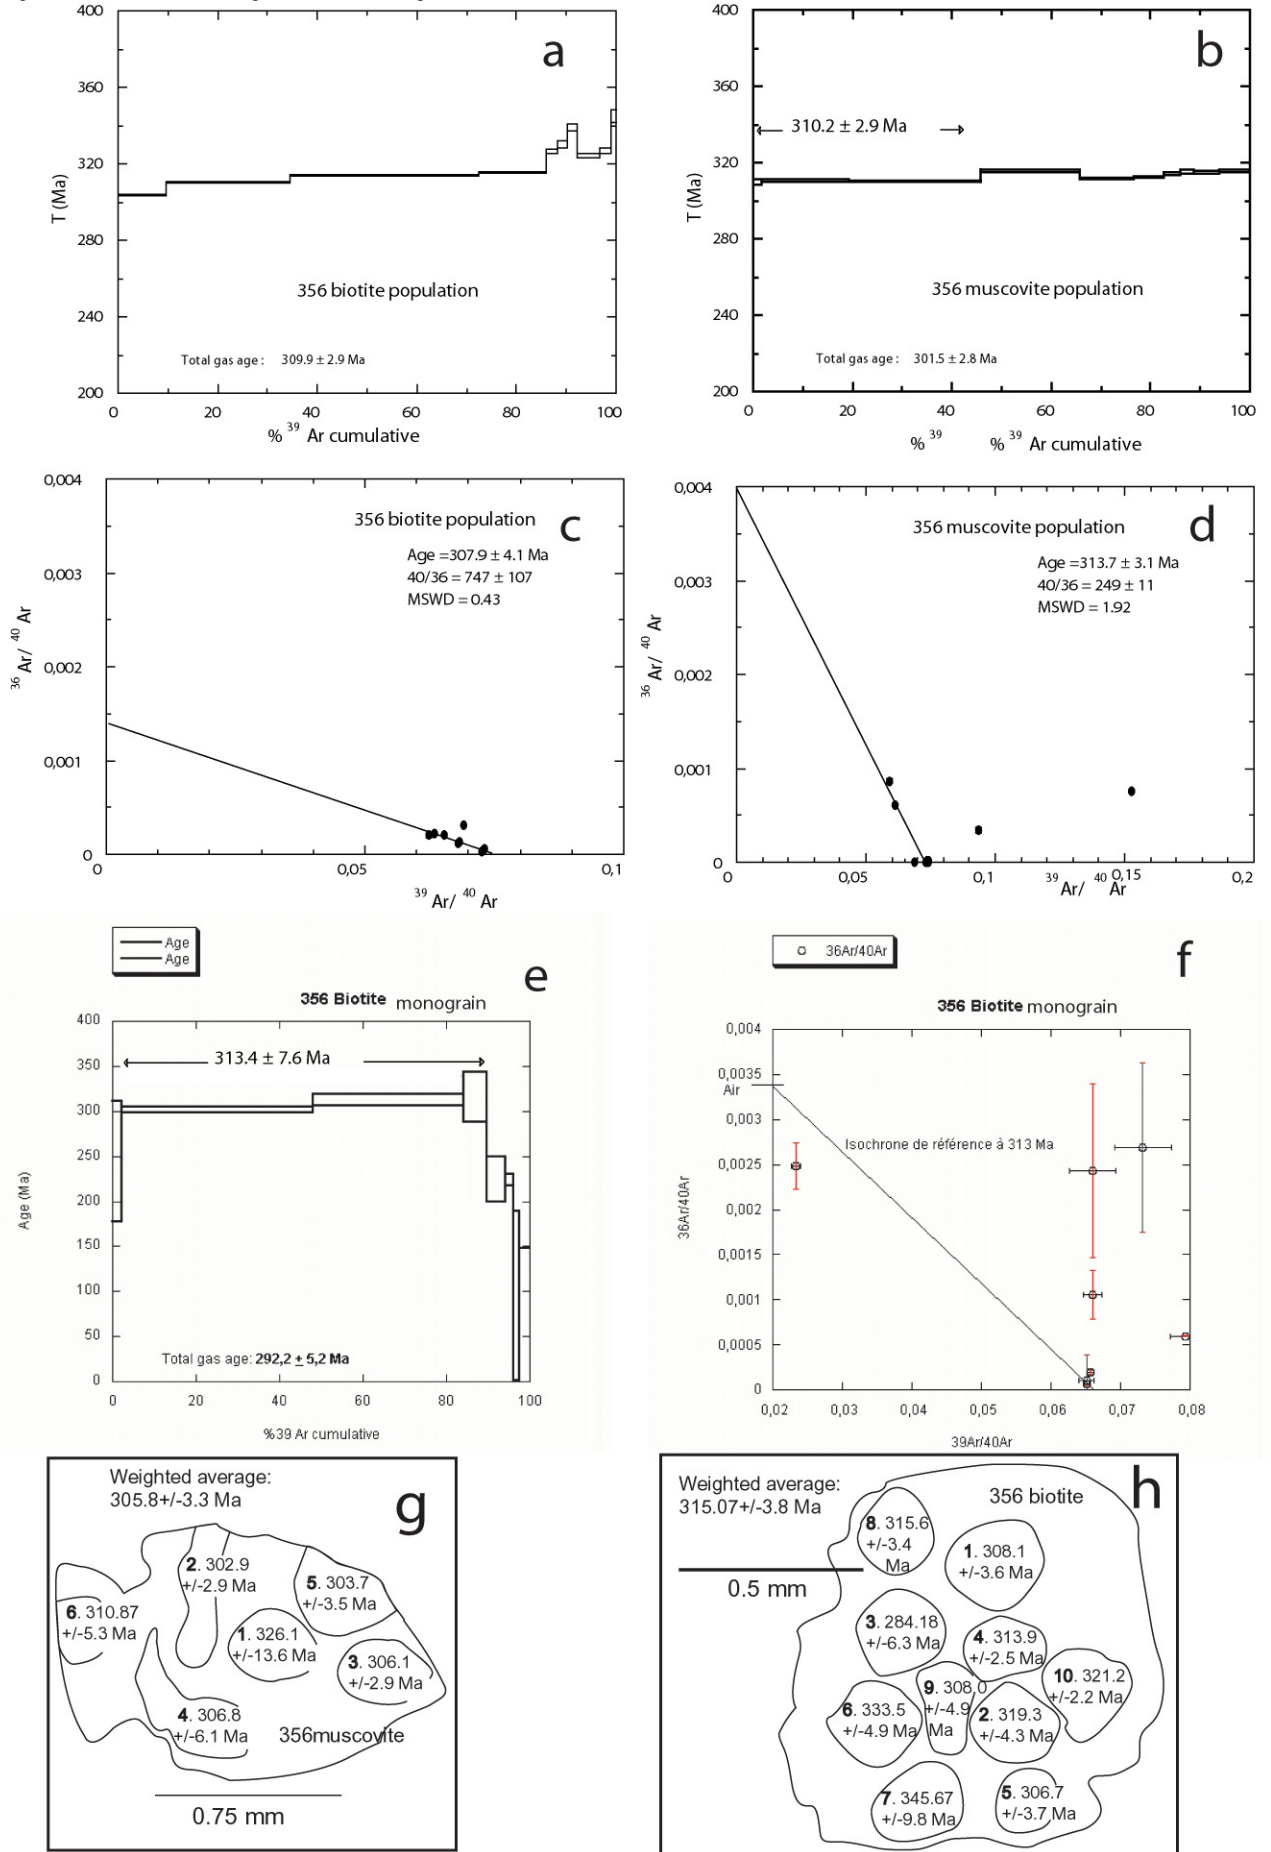 a
400
360
320
280
240
200
T (Ma)
356 biotite population
Total gas age : 309.9 ± 2.9 Ma
0 20 40 60 80 100
% 39 Ar cumulative
b
400
360
320
280
240
200
T (Ma)
310.2 ± 2.9 Ma
356 muscovite population
Total gas age : 301.5 ± 2.8 Ma
0 20 40 60 80 100
% 39 % 39 Ar cumulative
c
0,004
0,003
0,002
0,001
0
36 Ar/ 40 Ar
356 biotite population
Age =307.9 ± 4.1 Ma
40/36 = 747 ± 107
MSWD = 0.43
0 0,05 0,1
39 Ar/ 40 Ar
d
0,004
0,003
0,002
0,001
0
36 Ar/ 40 Ar
356 muscovite population
Age =313.7 ± 3.1 Ma
40/36 = 249 ± 11
MSWD = 1.92
0 0,05 0,1 0,15 0,2
39 Ar/ 40 Ar
Age
Age
e
356 Biotite monograin
400
350
300
250
200
150
100
50
0
Age (Ma)
313.4 ± 7.6 Ma
Total gas age: 292,2 ± 5,2 Ma
0 20 40 60 80 100
%39 Ar cumulative
36Ar/40Ar
f
356 Biotite monograin
0,004
0,0035
Air
0,003
0,0025
0,002
0,0015
0,001
0,0005
0
36Ar/40Ar
Isochrone de référence à 313 Ma
0,02 0,03 0,04 0,05 0,06 0,07 0,08
39Ar/40Ar
Weighted average:
305.8+/-3.3 Ma
g
2. 302.9
+/-2.9 Ma
5. 303.7
+/-3.5 Ma
6. 310.87
+/-5.3 Ma
1. 326.1
+/-13.6 Ma
3. 306.1
+/-2.9 Ma
4. 306.8
+/-6.1 Ma
356muscovite
0.75 mm
Weighted average:
315.07+/-3.8 Ma
h
356 biotite
8. 315.6
+/-3.4
Ma
1. 308.1
+/-3.6 Ma
0.5 mm
3. 284.18
+/-6.3 Ma
4. 313.9
+/-2.5 Ma
10. 321.2
+/-2.2 Ma
9. 308.0
+/-4.9
Ma
6. 333.5
+/-4.9 Ma
2. 319.3
+/-4.3 Ma
7. 345.67
+/-9.8 Ma
5. 306.7
+/-3.7 Ma